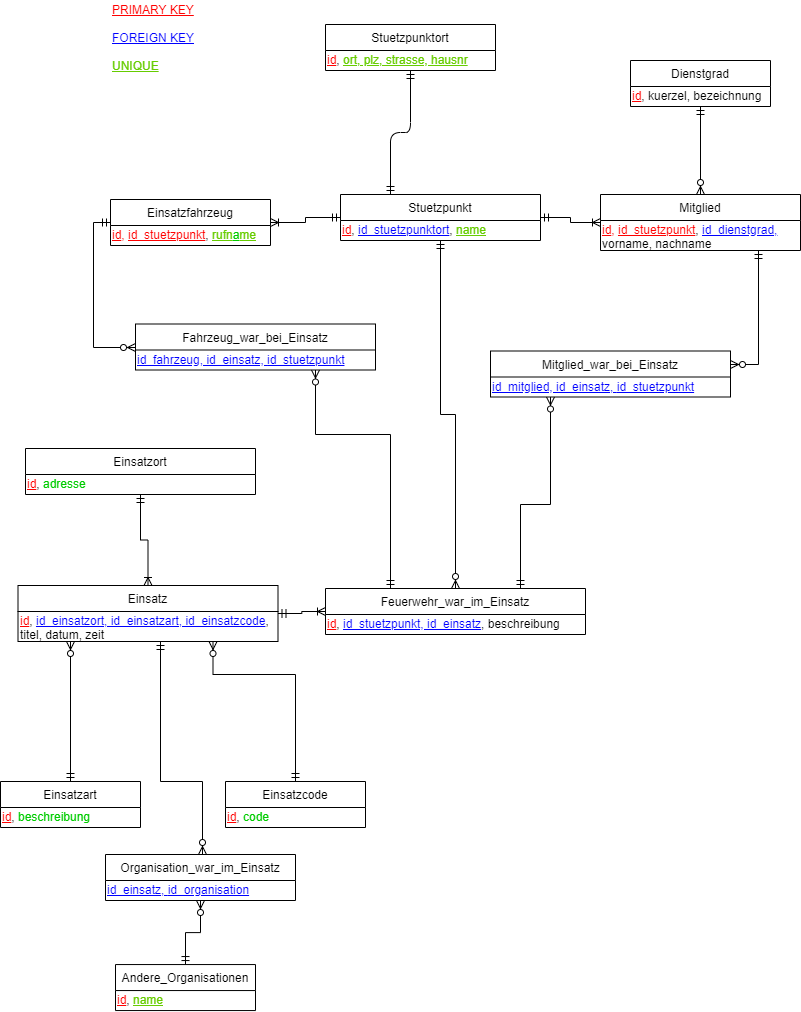 PRIMARY KEY
FOREIGN KEY
UNIQUE
Stuetzpunktort
id, ort, plz, strasse, hausnr
Dienstgrad
id, kuerzel, bezeichnung
Einsatzfahrzeug
id, id_stuetzpunkt, rufname
Stuetzpunkt
id, id_stuetzpunktort, name
Mitglied
id, id_stuetzpunkt, id_dienstgrad,
vorname, nachname
Fahrzeug_war_bei_Einsatz
id_fahrzeug, id_einsatz, id_stuetzpunkt
Mitglied_war_bei_Einsatz
id_mitglied, id_einsatz, id_stuetzpunkt
Einsatzort
id, adresse
Einsatz
id, id_einsatzort, id_einsatzart, id_einsatzcode,
titel, datum, zeit
Feuerwehr_war_im_Einsatz
id, id_stuetzpunkt, id_einsatz, beschreibung
Einsatzart
id, beschreibung
Einsatzcode
id, code
Organisation_war_im_Einsatz
id_einsatz, id_organisation
Andere_Organisationen
id, name